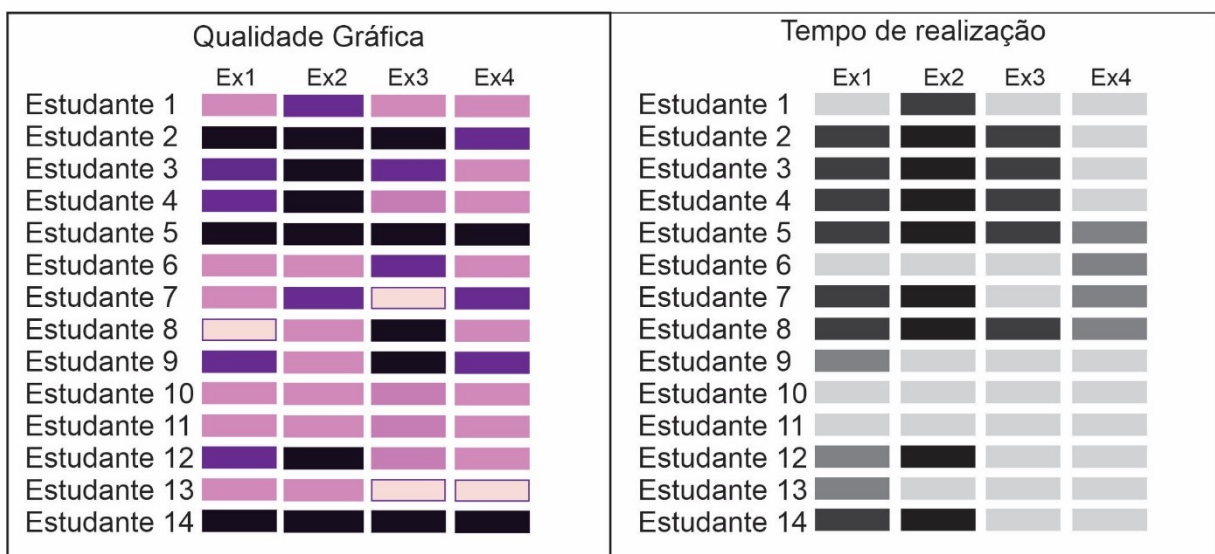 Qualidade Gráfica
Ex1 Ex2 Ex3 Ex4
Estudante 1
Estudante 2
Estudante 3
Estudante 4
Estudante 5
Estudante 6
Estudante 7
Estudante 8
Estudante 9
Estudante 10
Estudante 11
Estudante 12
Estudante 13
Estudante 14
Tempo de realização
Ex1 Ex2 Ex3 Ex4
Estudante 1
Estudante 2
Estudante 3
Estudante 4
Estudante 5
Estudante 6
Estudante 7
Estudante 8
Estudante 9
Estudante 10
Estudante 11
Estudante 12
Estudante 13
Estudante 14